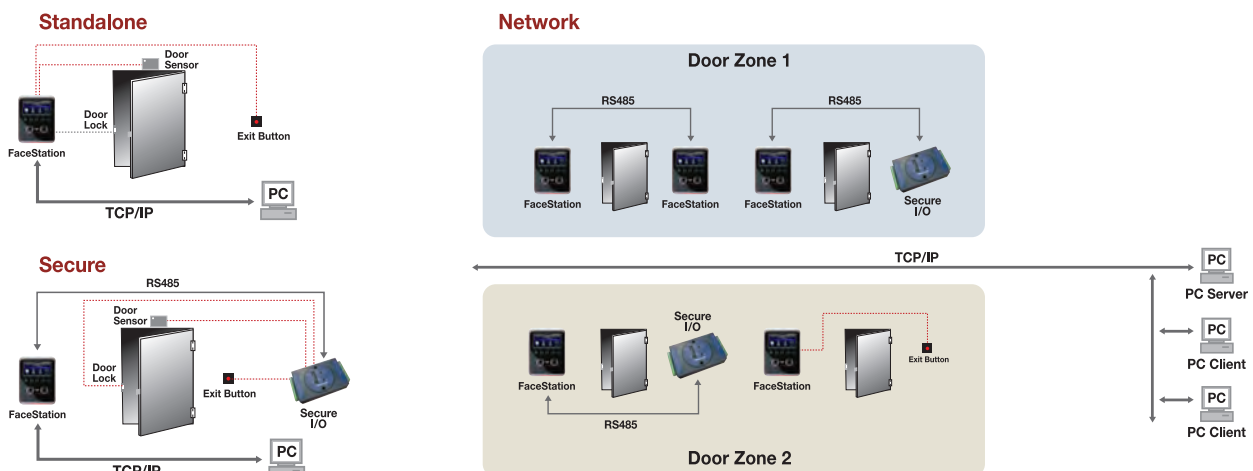 Standalone
Door
Sensor
Door
Lock
FaceStation
Exit Button
PC
TCP/IP
Secure
RS485
Door
Sensor
Door
Lock
FaceStation
Exit Button
Secure
I/O
PC
TCP/IP
Network
Door Zone 1
RS485
RS485
FaceStation
FaceStation
FaceStation
Secure
I/O
TCP/IP
PC
PC Server
PC
PC Client
PC
PC Client
Secure
I/O
FaceStation
FaceStation
Exit Button
RS485
Door Zone 2